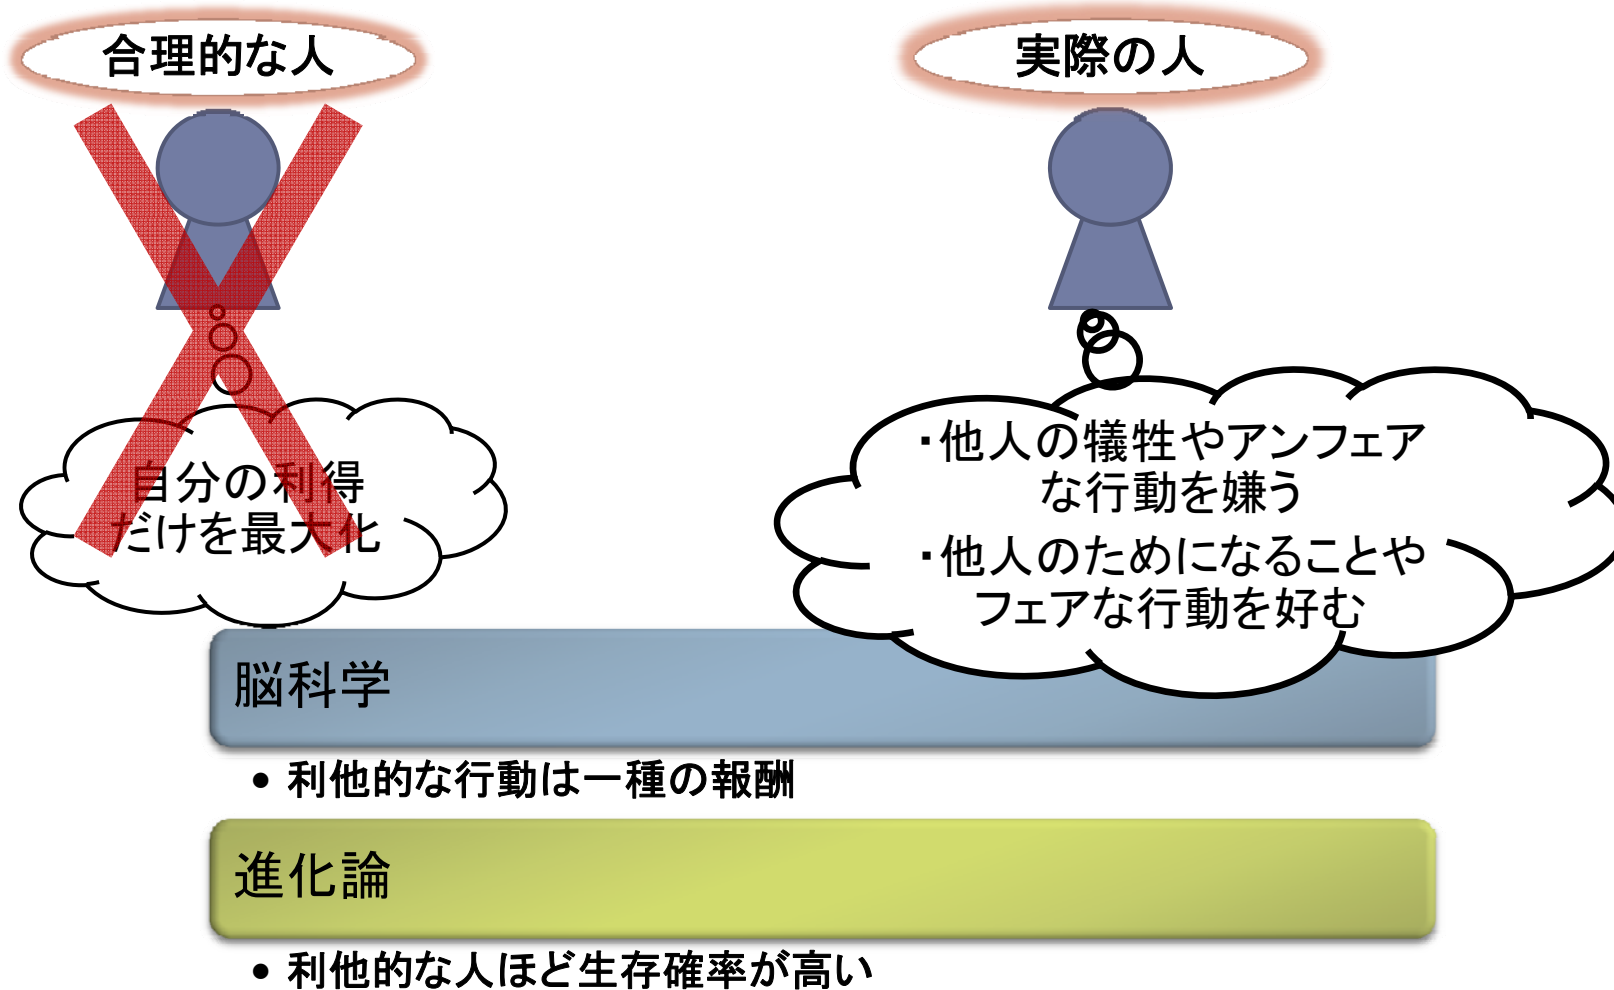 合理的な人
実際の人
自分の利得
だけを最大化
・他人の犠牲やアンフェア
な行動を嫌う
・他人のためになることや
フェアな行動を好む
脳科学
• 利他的な行動は一種の報酬
進化論
• 利他的な人ほど生存確率が高い